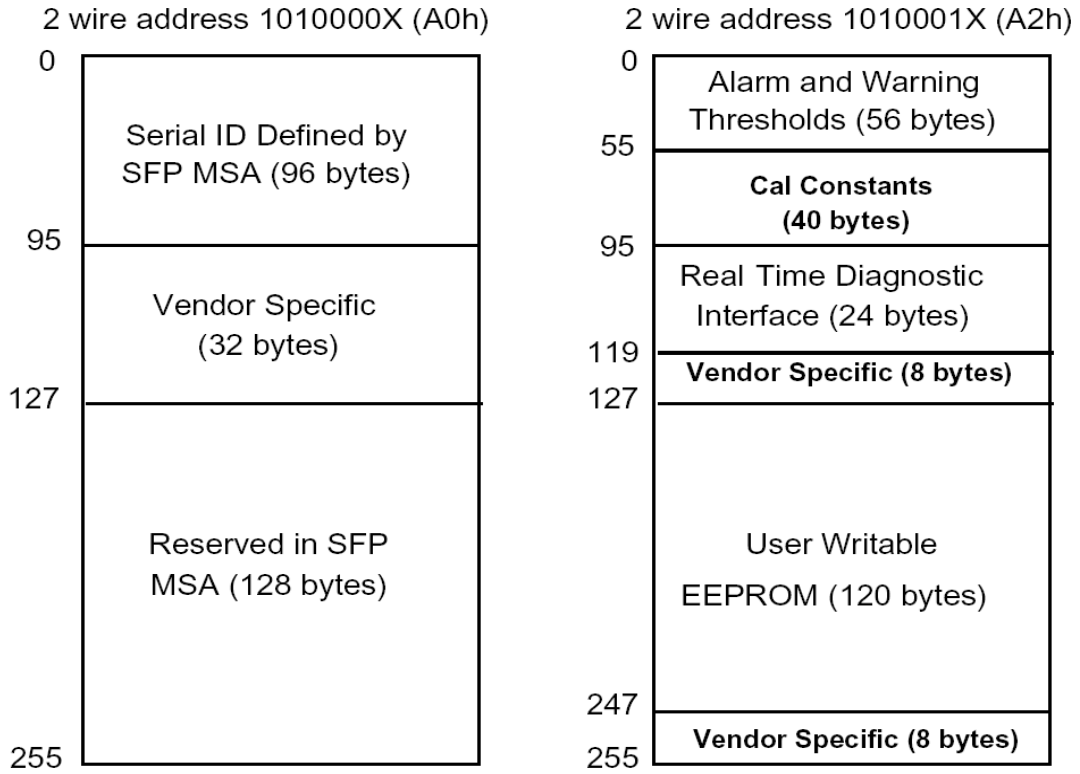 2 wire address 1010000X (A0h)
0
Serial ID Defined by
SFP MSA (96 bytes)
95
Vendor Specific
(32 bytes)
127
Reserved in SFP
MSA (128 bytes)
255
2 wire address 1010001X (A2h)
0
Alarm and Warning
Thresholds (56 bytes)
55
Cal Constants
(40 bytes)
95
Real Time Diagnostic
Interface (24 bytes)
119
Vendor Specific (8 bytes)
127
User Writable
EEPROM (120 bytes)
247
Vendor Specific (8 bytes)
255